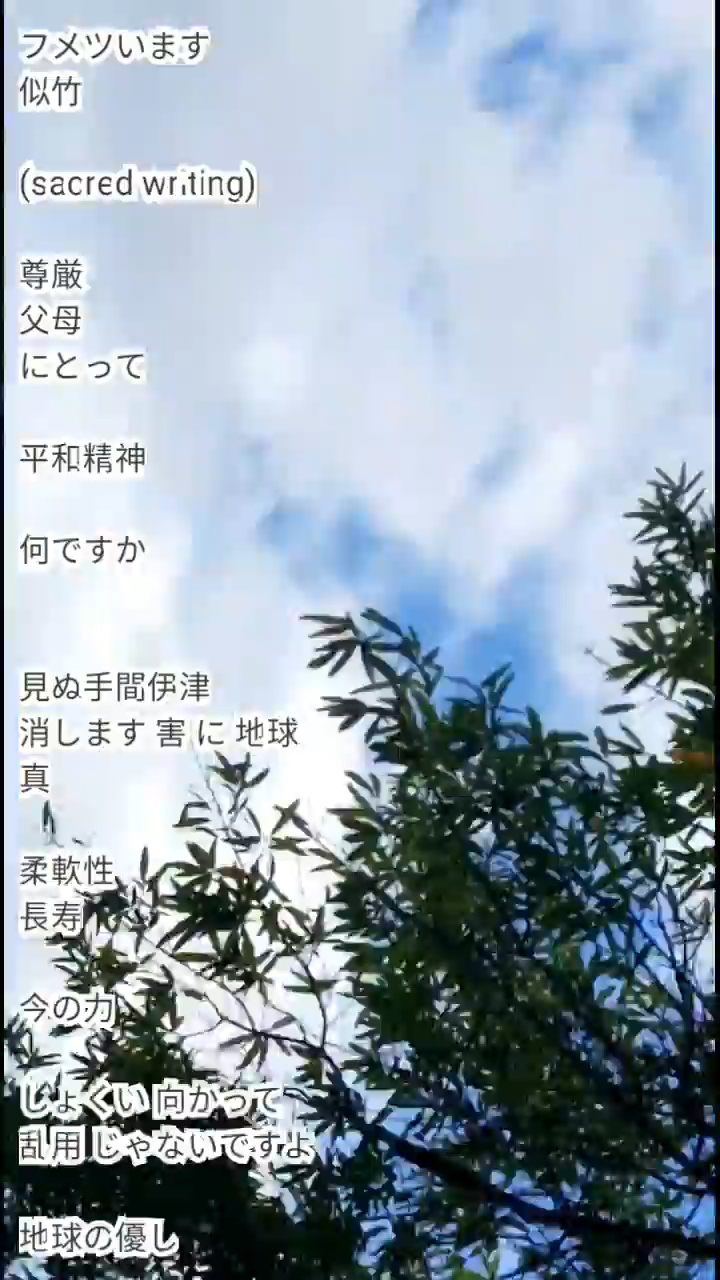 フメツいます
似竹
(sacred writing)
尊厳
父母
にとって
平和精神
何ですか
見ぬ手間伊津
消します 害 に 地球
真
柔軟性
長寿
今の力
しょくい 向かって
乱用 じゃないですよ
地球の優し